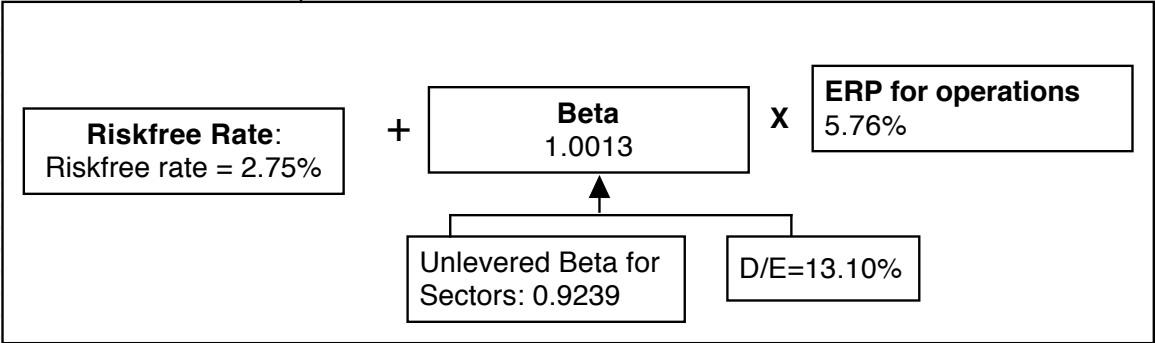 Riskfree Rate:
Riskfree rate = 2.75%
+
Beta
1.0013
X
ERP for operations
5.76%
Unlevered Beta for
Sectors: 0.9239
D/E=13.10%